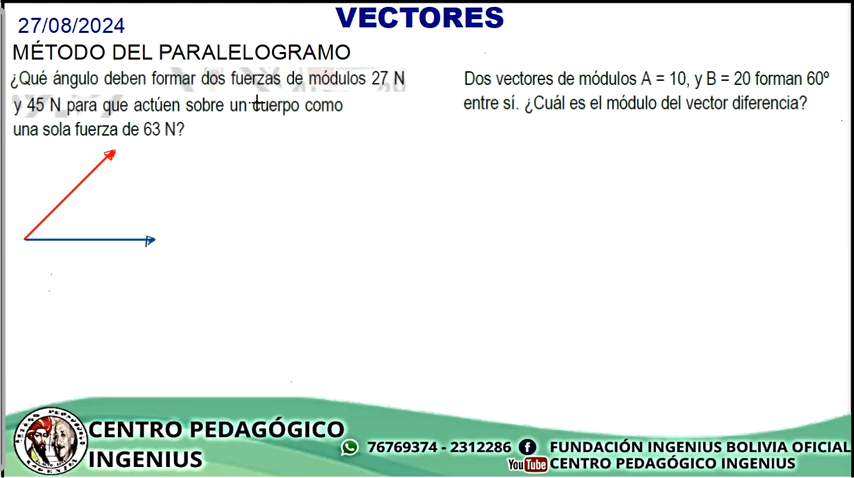 VECTORES
27/08/2024
MÉTODO DEL PARALELOGRAMO
¿Qué ángulo deben formar dos fuerzas de módulos 27 N
y 45 N para que actúen sobre un cuerpo como
una sola fuerza de 63 N?
Dos vectores de módulos A = 10, y B = 20 forman 60º
entre sí. ¿Cuál es el módulo del vector diferencia?
CENTRO PEDAGÓGICO
INGENIUS
76769374 - 2312286
FUNDACIÓN INGENIUS BOLIVIA OFICIAL
YouTube CENTRO PEDAGÓGICO INGENIUS